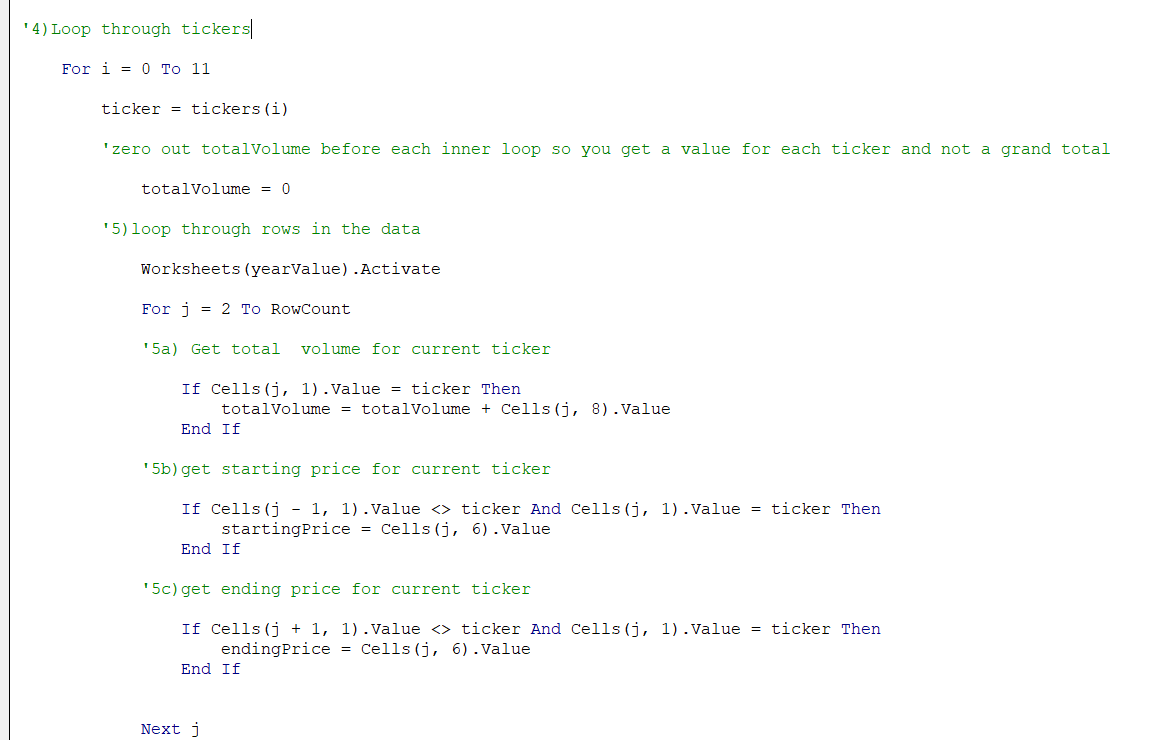 '4)Loop through tickers
For i = 0 To 11
ticker = tickers(i)
'zero out totalVolume before each inner loop so you get a value for each ticker and not a grand total
totalVolume = 0
'5)loop through rows in the data
Worksheets(yearValue).Activate
For j = 2 To RowCount
'5a) Get total  volume for current ticker
If Cells(j, 1).Value = ticker Then
totalVolume = totalVolume + Cells(j, 8).Value
End If
'5b)get starting price for current ticker
If Cells(j - 1, 1).Value <> ticker And Cells(j, 1).Value = ticker Then
startingPrice = Cells(j, 6).Value
End If
'5c)get ending price for current ticker
If Cells(j + 1, 1).Value <> ticker And Cells(j, 1).Value = ticker Then
endingPrice = Cells(j, 6).Value
End If
Next j